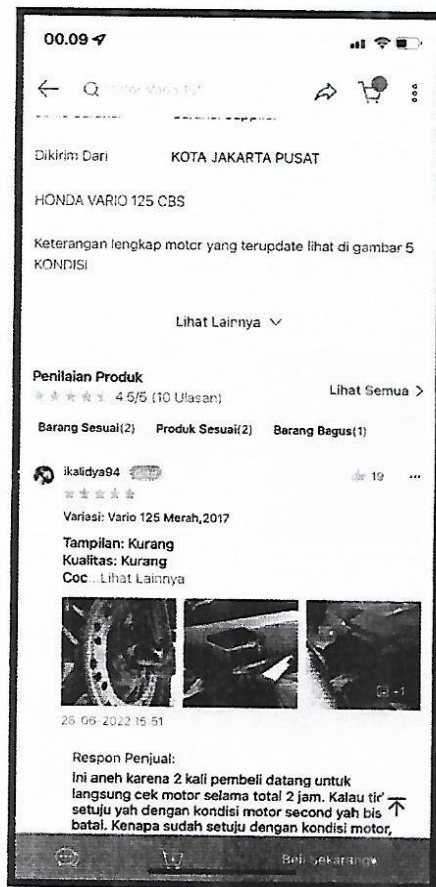 00.09
Dikirim Dari KOTA JAKARTA PUSAT
HONDA VARIO 125 CBS
Keterangan lengkap motor yang terupdate lihat di gambar 5
KONDISI
Lihat Lainnya
Penilaian Produk
4.5/5 (10 Ulasan) Lihat Semua >
Barang Sesuai(2) Produk Sesuai(2) Barang Bagus(1)
ikalidya94
19 ...
Variasi: Vario 125 Merah,2017
Tampilan: Kurang
Kualitas: Kurang
Coc...Lihat Lainnya
+1
28-06-2022 15:51
Respon Penjual:
Ini aneh karena 2 kali pembeli datang untuk
langsung cek motor selama total 2 jam. Kalau
setuju yah dengan kondisi motor second yah bis
batal. Kenapa sudah setuju dengan kondisi motor,
Beli Sekarang